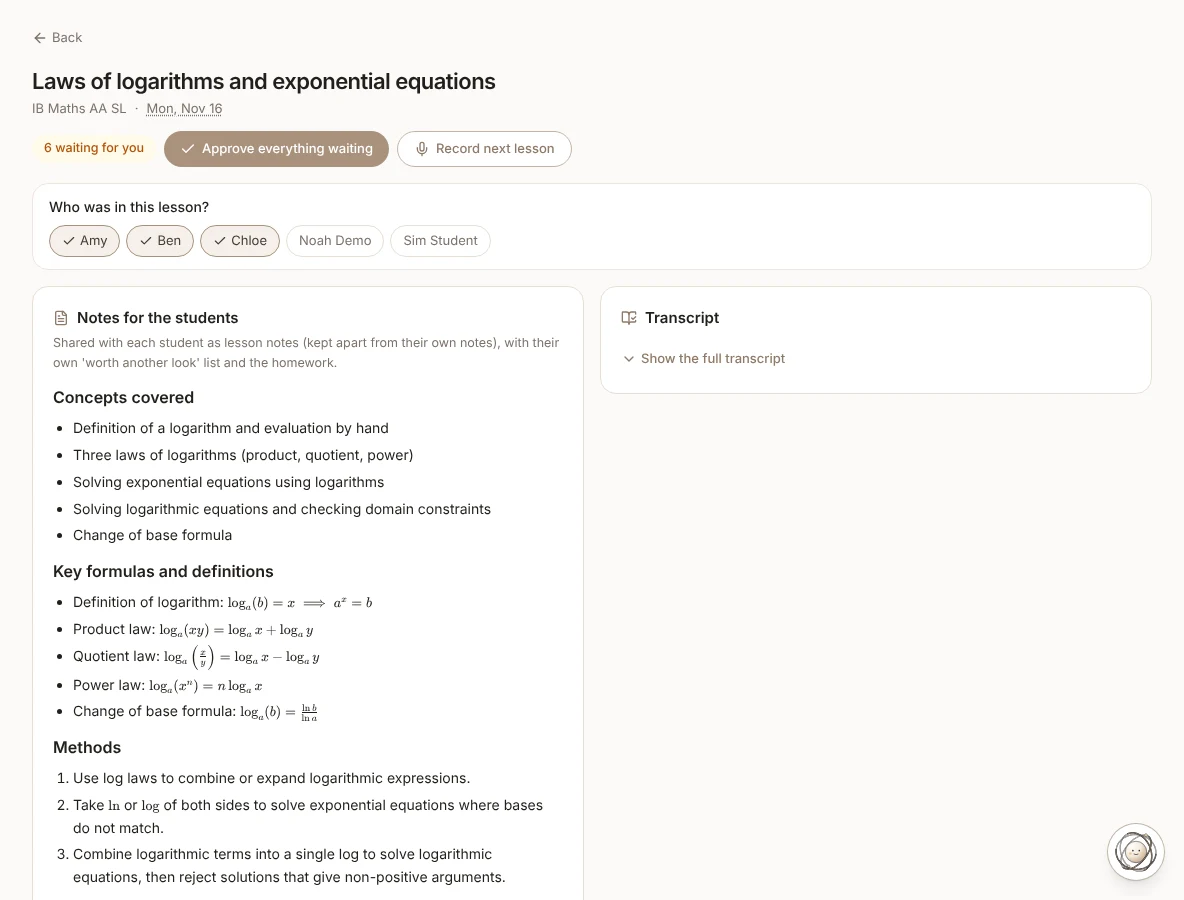 Back
Laws of logarithms and exponential equations
IB Maths AA SL · Mon, Nov 16
6 waiting for you
Approve everything waiting
Record next lesson
Who was in this lesson?
Amy
Ben
Chloe
Noah Demo
Sim Student
Notes for the students
Shared with each student as lesson notes (kept apart from their own notes), with their
own 'worth another look' list and the homework.
Concepts covered
• Definition of a logarithm and evaluation by hand
• Three laws of logarithms (product, quotient, power)
• Solving exponential equations using logarithms
• Solving logarithmic equations and checking domain constraints
• Change of base formula
Key formulas and definitions
• Definition of logarithm: logₐ(b) = x ⟹ aˣ = b
• Product law: logₐ(xy) = logₐ x + logₐ y
• Quotient law: logₐ (x/y) = logₐ x − logₐ y
• Power law: logₐ(xⁿ) = n logₐ x
• Change of base formula: logₐ(b) = ln b / ln a
Methods
1. Use log laws to combine or expand logarithmic expressions.
2. Take ln or log of both sides to solve exponential equations where bases
do not match.
3. Combine logarithmic terms into a single log to solve logarithmic
equations, then reject solutions that give non-positive arguments.
Transcript
Show the full transcript